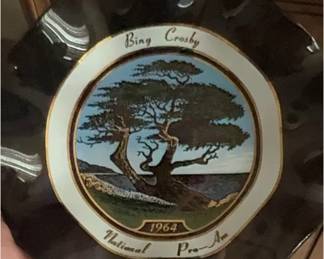 Bing Crosby
1964
National Pro-Am